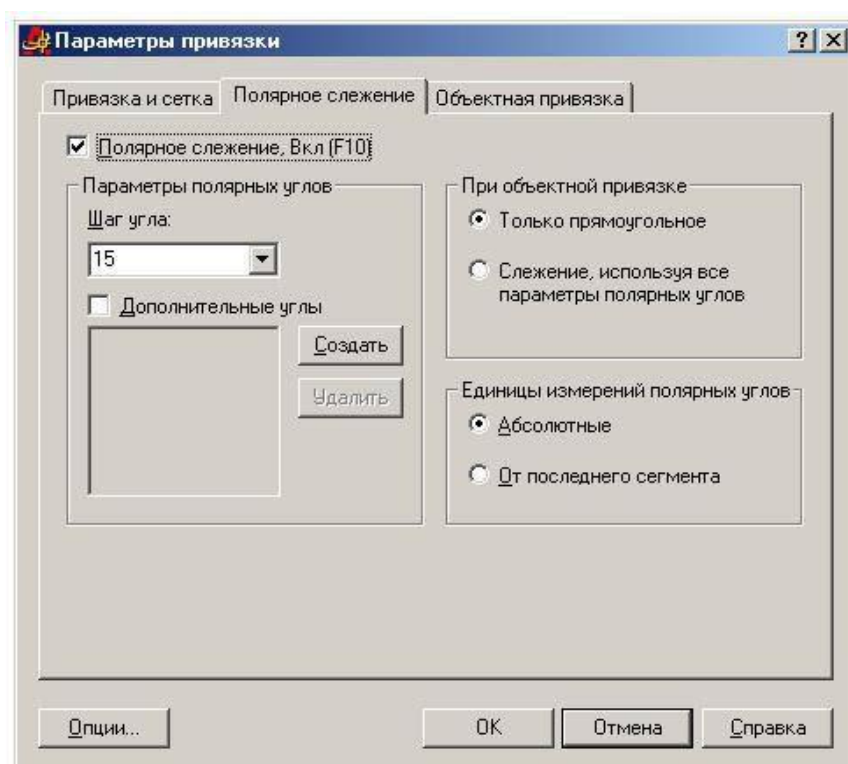 Параметры привязки
Привязка и сетка
Полярное слежение
Объектная привязка
Полярное слежение, Вкл (F10)
Параметры полярных углов
Шаг угла:
15
Дополнительные углы
Создать
Удалить
При объектной привязке
Только прямоугольное
Слежение, используя все
параметры полярных углов
Единицы измерений полярных углов
Абсолютные
От последнего сегмента
Опции...
OK
Отмена
Справка